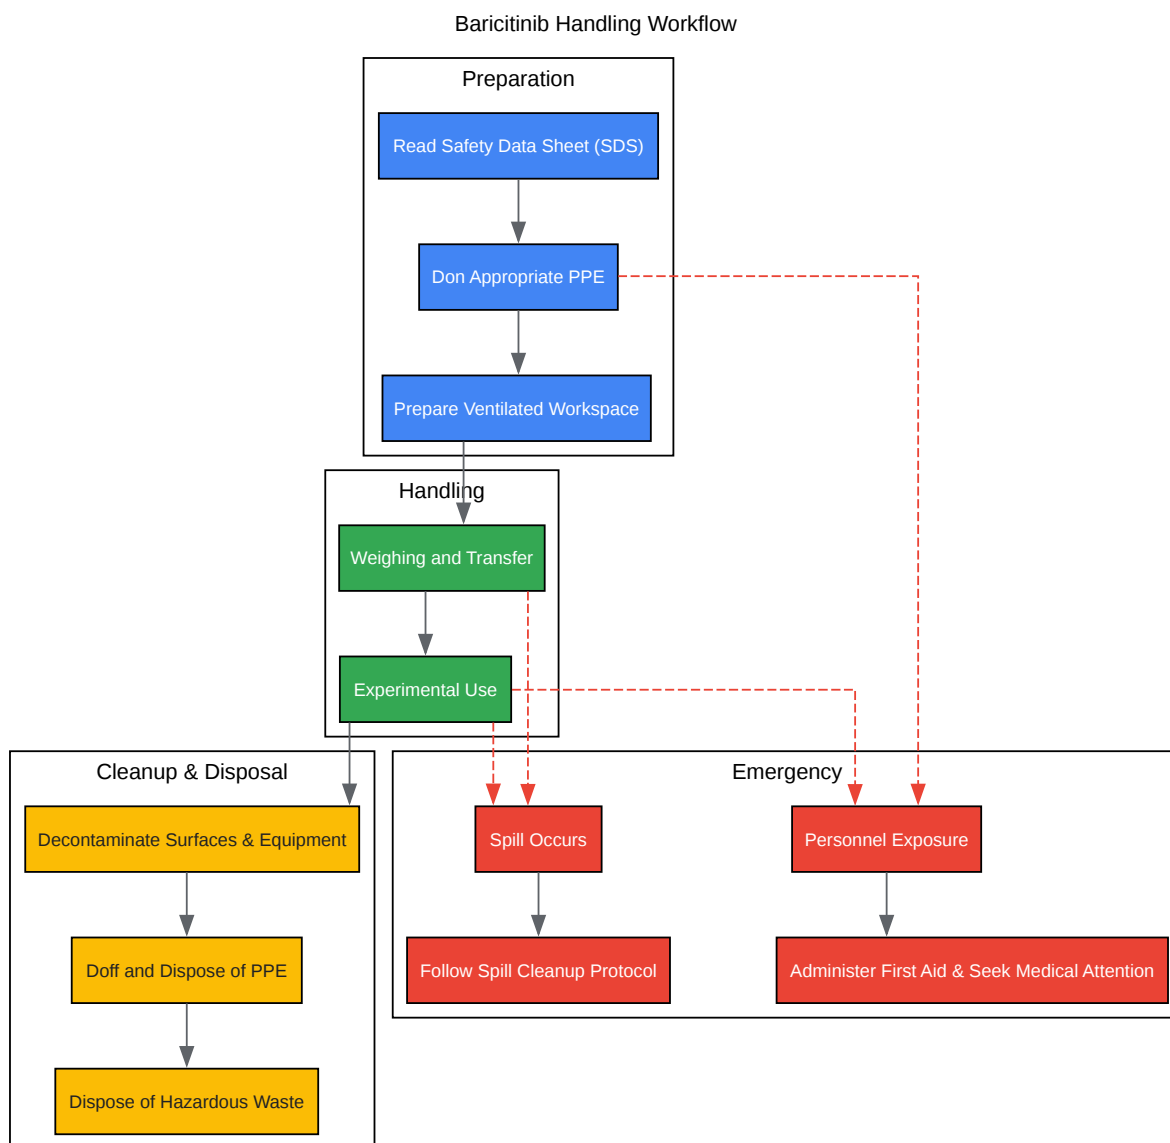 Baricitinib Handling Workflow
Preparation
Read Safety Data Sheet (SDS)
Don Appropriate PPE
Prepare Ventilated Workspace
Handling
Weighing and Transfer
Experimental Use
Cleanup & Disposal
Decontaminate Surfaces & Equipment
Doff and Dispose of PPE
Dispose of Hazardous Waste
Emergency
Spill Occurs
Follow Spill Cleanup Protocol
Personnel Exposure
Administer First Aid & Seek Medical Attention